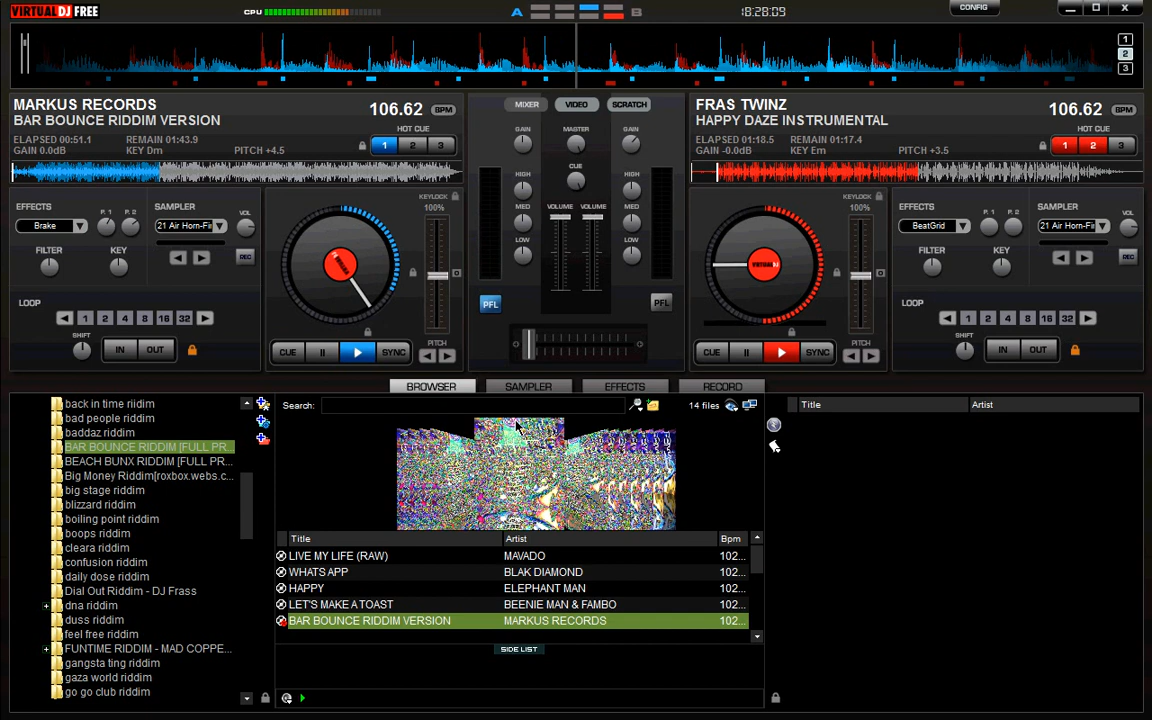 VIRTUAL DJ FREE
CPU
A
B
18:28:09
CONFIG
1
2
3
MARKUS RECORDS
BAR BOUNCE RIDDIM VERSION
106.62 BPM
HOT CUE
ELAPSED 00:51.1 REMAIN 01:43.9
GAIN 0.0dB KEY Dm PITCH +4.5
1 2 3
MIXER VIDEO SCRATCH
FRAS TWINZ
HAPPY DAZE INSTRUMENTAL
106.62 BPM
HOT CUE
ELAPSED 01:18.5 REMAIN 01:17.4
GAIN -0.0dB KEY Em PITCH +3.5
1 2 3
GAIN MASTER GAIN
CUE
HIGH HIGH
VOLUME VOLUME
MED MED
LOW LOW
PFL PFL
EFFECTS
P. 1 P. 2
SAMPLER
VOL
Brake
21 Air Horn-Fi
FILTER KEY
REC
LOOP
1 2 4 8 16 32
SHIFT
IN OUT
KEYLOCK
100%
PITCH
CUE SYNC
EFFECTS
P. 1 P. 2
SAMPLER
VOL
BeatGrid
21 Air Horn-Fi
FILTER KEY
REC
LOOP
1 2 4 8 16 32
SHIFT
IN OUT
KEYLOCK
100%
VIRTUALDJ
PITCH
CUE SYNC
BROWSER SAMPLER EFFECTS RECORD
back in time riidim
bad people riddim
baddaz riddim
BAR BOUNCE RIDDIM [FULL PR...
BEACH BUNX RIDDIM [FULL PR...
Big Money Riddim[roxbox.webs.c...
big stage riddim
blizzard riddim
boiling point riddim
boops riddim
cleara riddim
confusion riddim
daily dose riddim
Dial Out Riddim - DJ Frass
dna riddim
duss riddim
feel free riddim
FUNTIME RIDDIM - MAD COPPE...
gangsta ting riddim
gaza world riddim
go go club riddim
Search:
14 files
Title Artist Bpm
LIVE MY LIFE (RAW) MAVADO 102...
WHATS APP BLAK DIAMOND 102...
HAPPY ELEPHANT MAN 102...
LET'S MAKE A TOAST BEENIE MAN & FAMBO 102...
BAR BOUNCE RIDDIM VERSION MARKUS RECORDS 102...
SIDE LIST
Title Artist